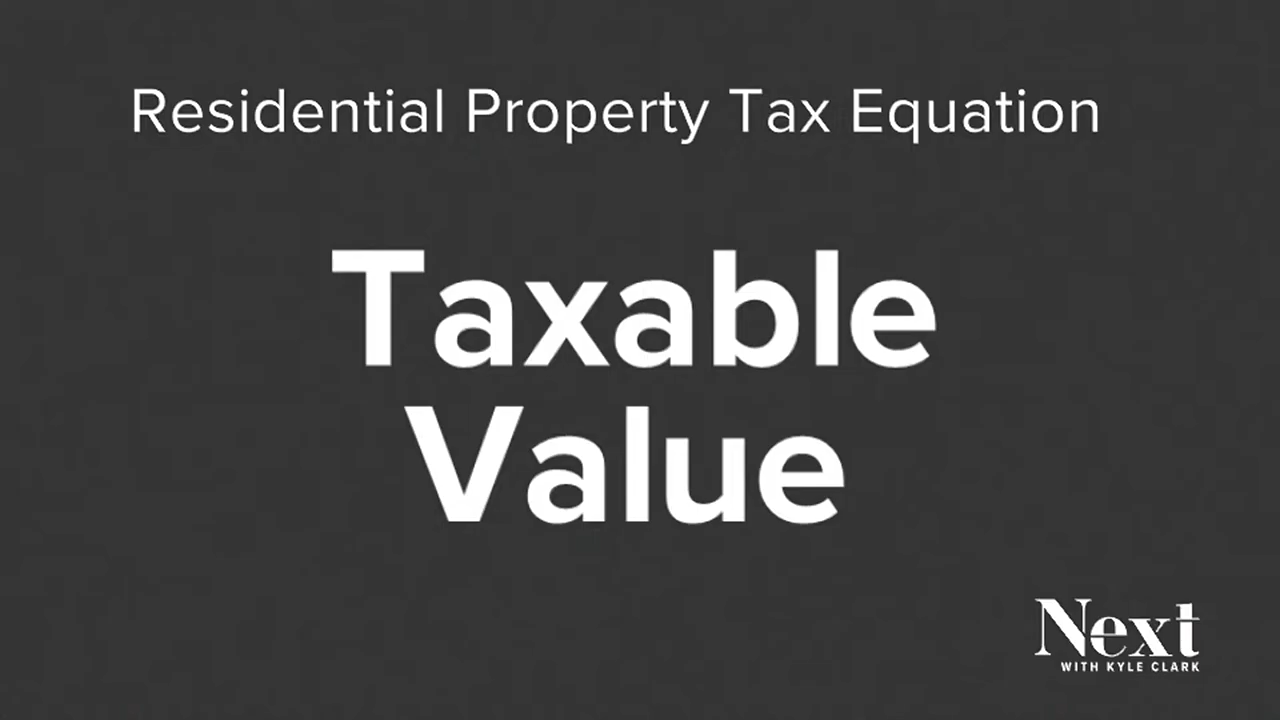 Residential Property Tax Equation
Taxable
Value
Next
WITH KYLE CLARK